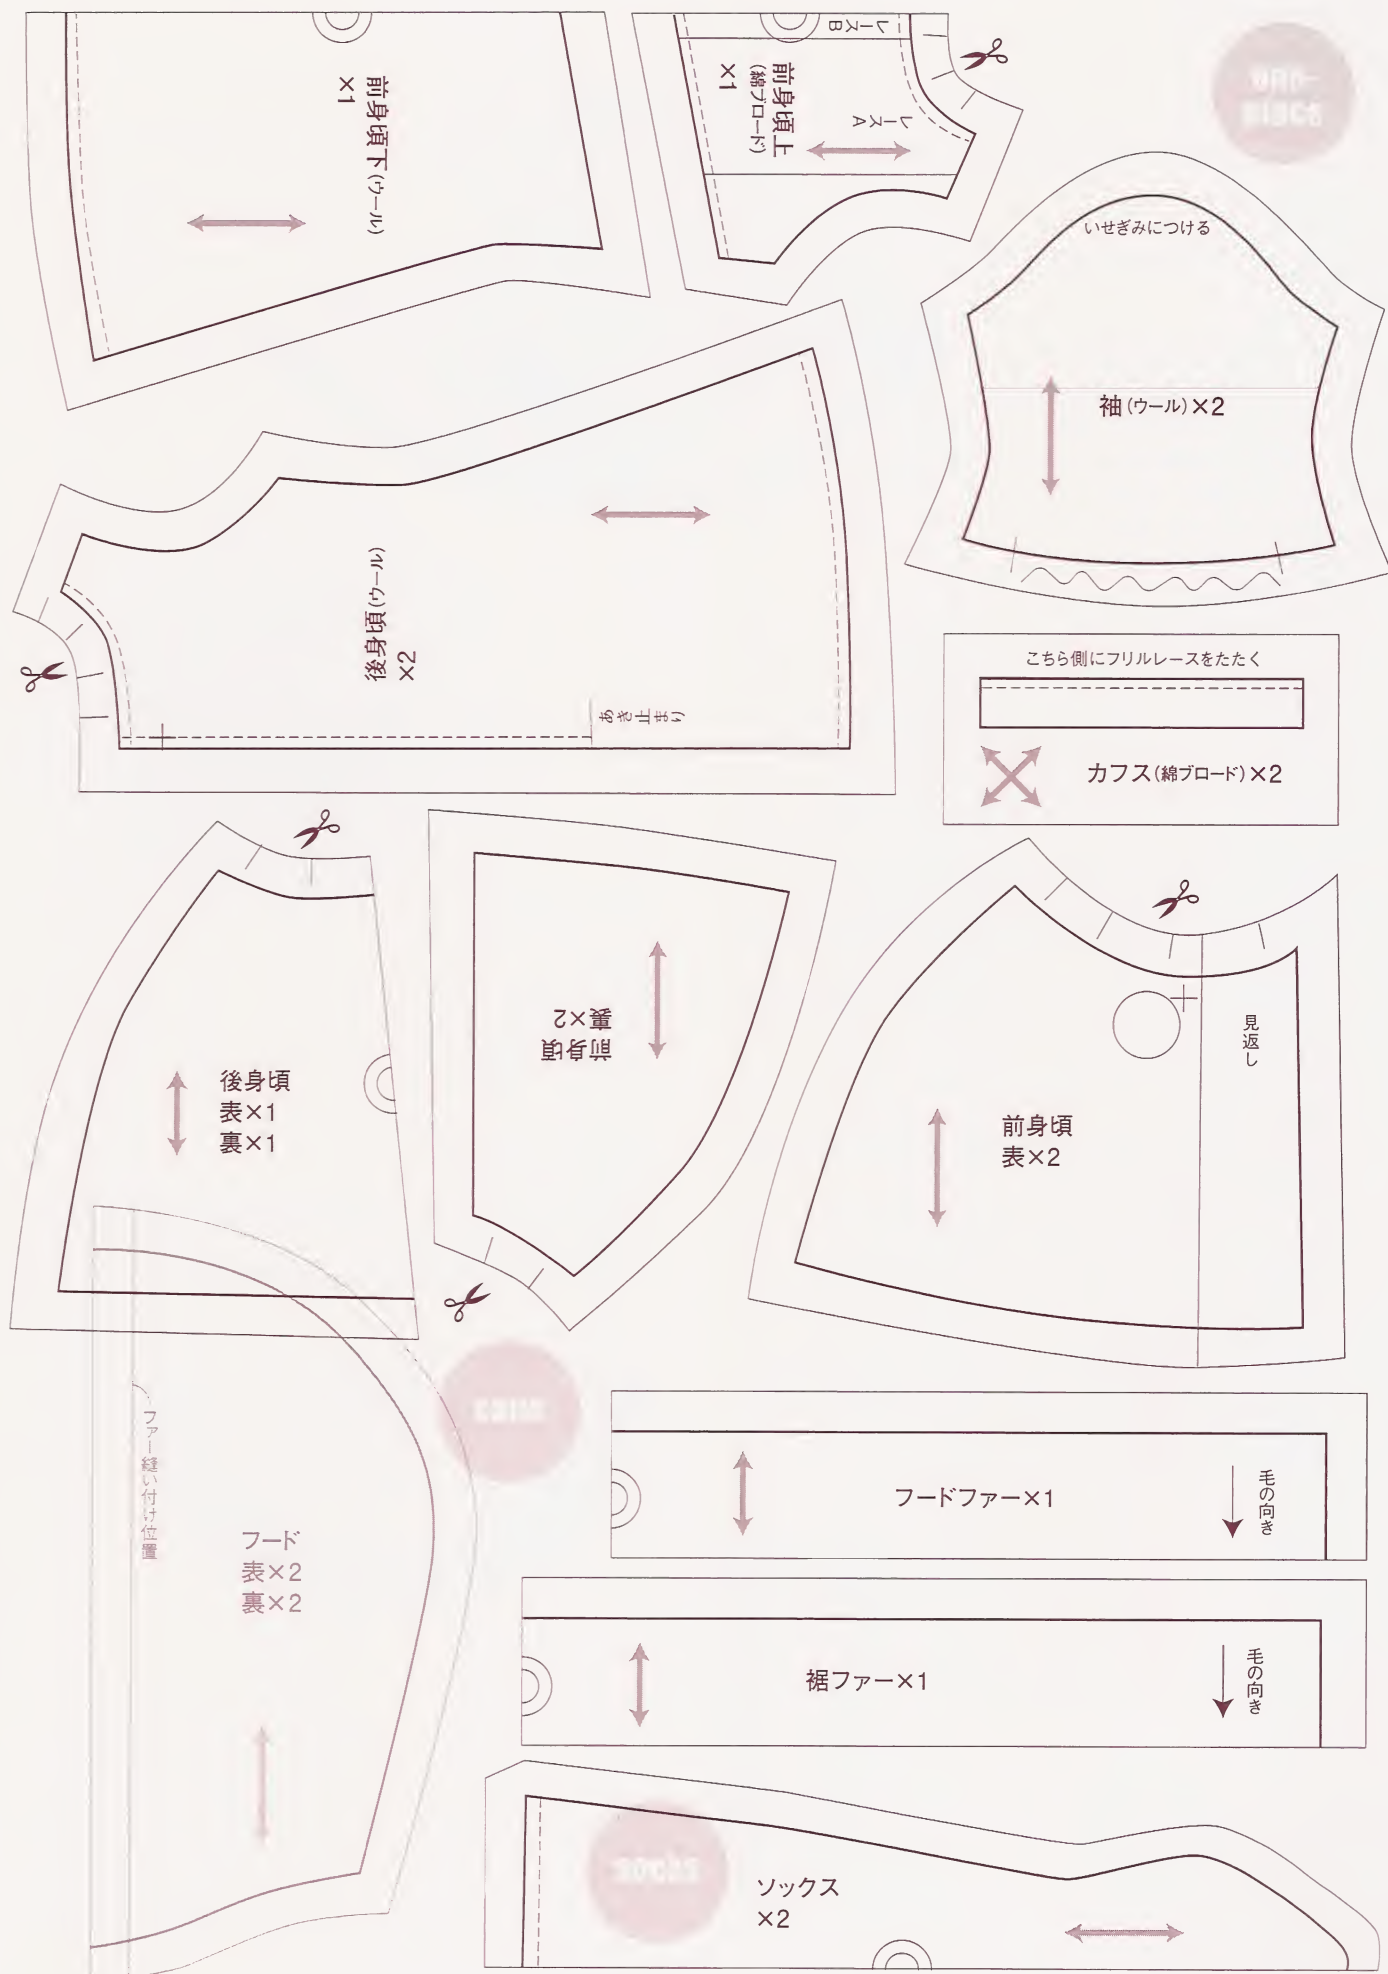 前身頃下(ウール)
×1
レースB
前身頃上
(綿ブロード)
×1
レースA
one-
piece
いせぎみにつける
袖(ウール)×2
後身頃(ウール)
×2
あき止まり
こちら側にフリルレースをたたく
カフス(綿ブロード)×2
後身頃
表×1
裏×1
前身頃
裏×2
見返し
前身頃
表×2
ファー縫い付け位置
フード
表×2
裏×2
フードファー×1
毛の向き
裾ファー×1
毛の向き
socks
ソックス
×2